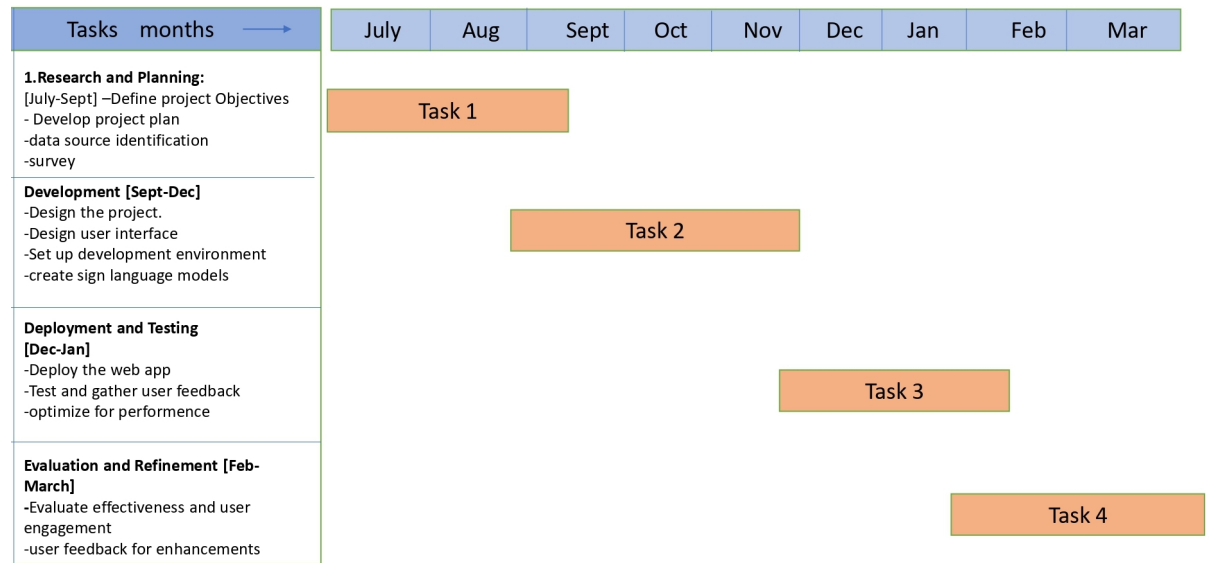 Tasks months
July Aug Sept Oct Nov Dec Jan Feb Mar
1.Research and Planning:
[July-Sept] –Define project Objectives
- Develop project plan
-data source identification
-survey
Task 1
Development [Sept-Dec]
-Design the project.
-Design user interface
-Set up development environment
-create sign language models
Task 2
Deployment and Testing
[Dec-Jan]
-Deploy the web app
-Test and gather user feedback
-optimize for performence
Task 3
Evaluation and Refinement [Feb-
March]
-Evaluate effectiveness and user
engagement
-user feedback for enhancements
Task 4